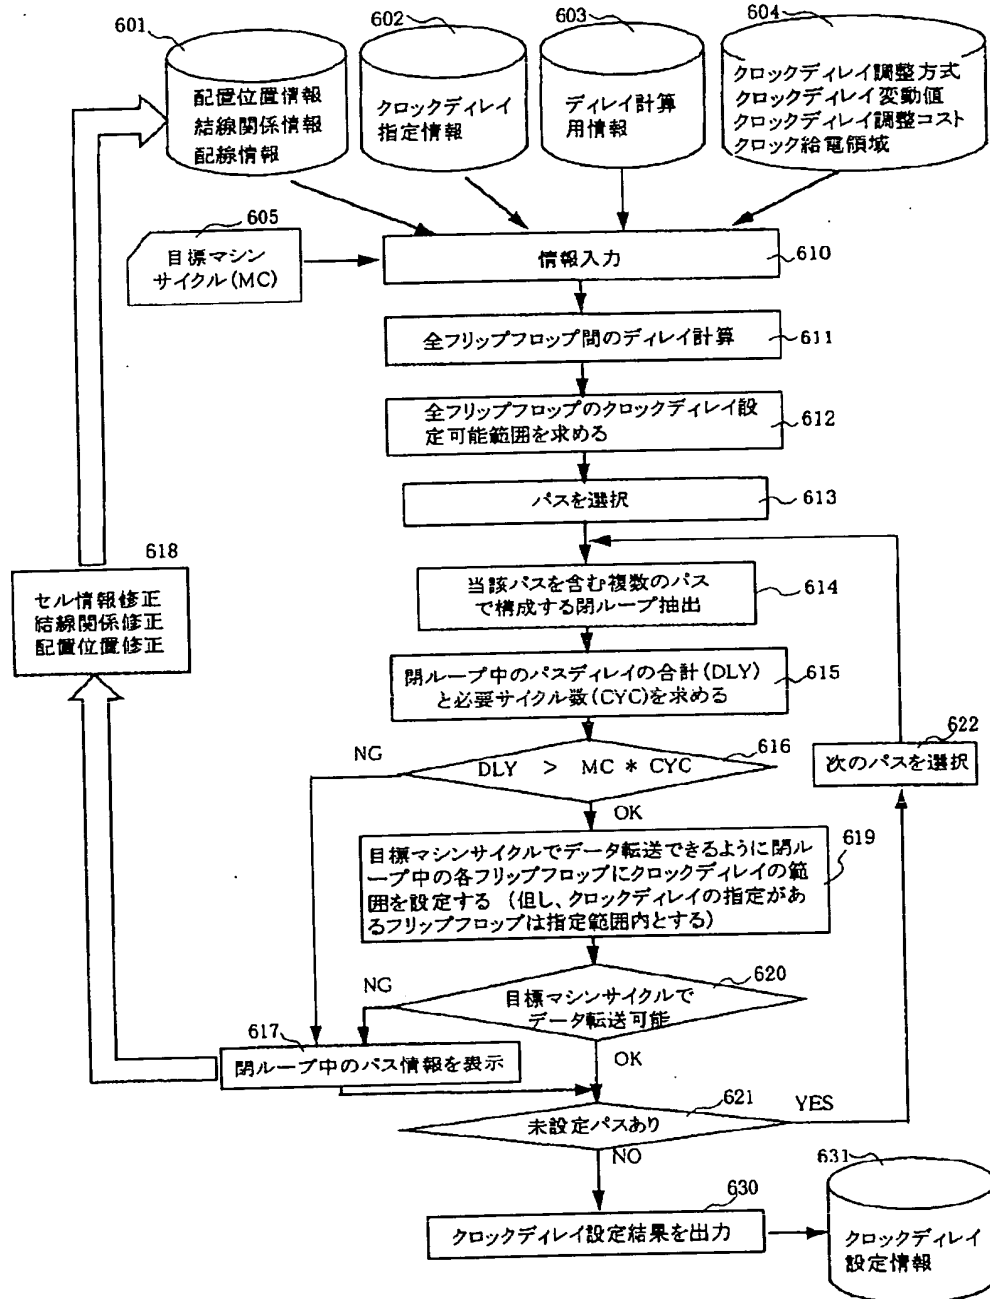 601
配置位置情報
結線関係情報
配線情報
602
クロックディレイ
指定情報
603
ディレイ計算
用情報
604
クロックディレイ調整方式
クロックディレイ変動値
クロックディレイ調整コスト
クロック給電領域
605
目標マシン
サイクル(MC)
情報入力
610
全フリップフロップ間のディレイ計算
611
全フリップフロップのクロックディレイ設
定可能範囲を求める
612
パスを選択
613
当該パスを含む複数のパス
で構成する閉ループ抽出
614
閉ループ中のパスディレイの合計(DLY)
と必要サイクル数(CYC)を求める
615
618
セル情報修正
結線関係修正
配置位置修正
NG
DLY > MC * CYC
616
OK
622
次のパスを選択
目標マシンサイクルでデータ転送できるように閉ル
ープ中の各フリップフロップにクロックディレイの範
囲を設定する (但し、クロックディレイの指定があ
るフリップフロップは指定範囲内とする)
619
NG
目標マシンサイクルで
データ転送可能
620
OK
617
閉ループ中のパス情報を表示
未設定パスあり
621
YES
NO
630
クロックディレイ設定結果を出力
631
クロックディレイ
設定情報